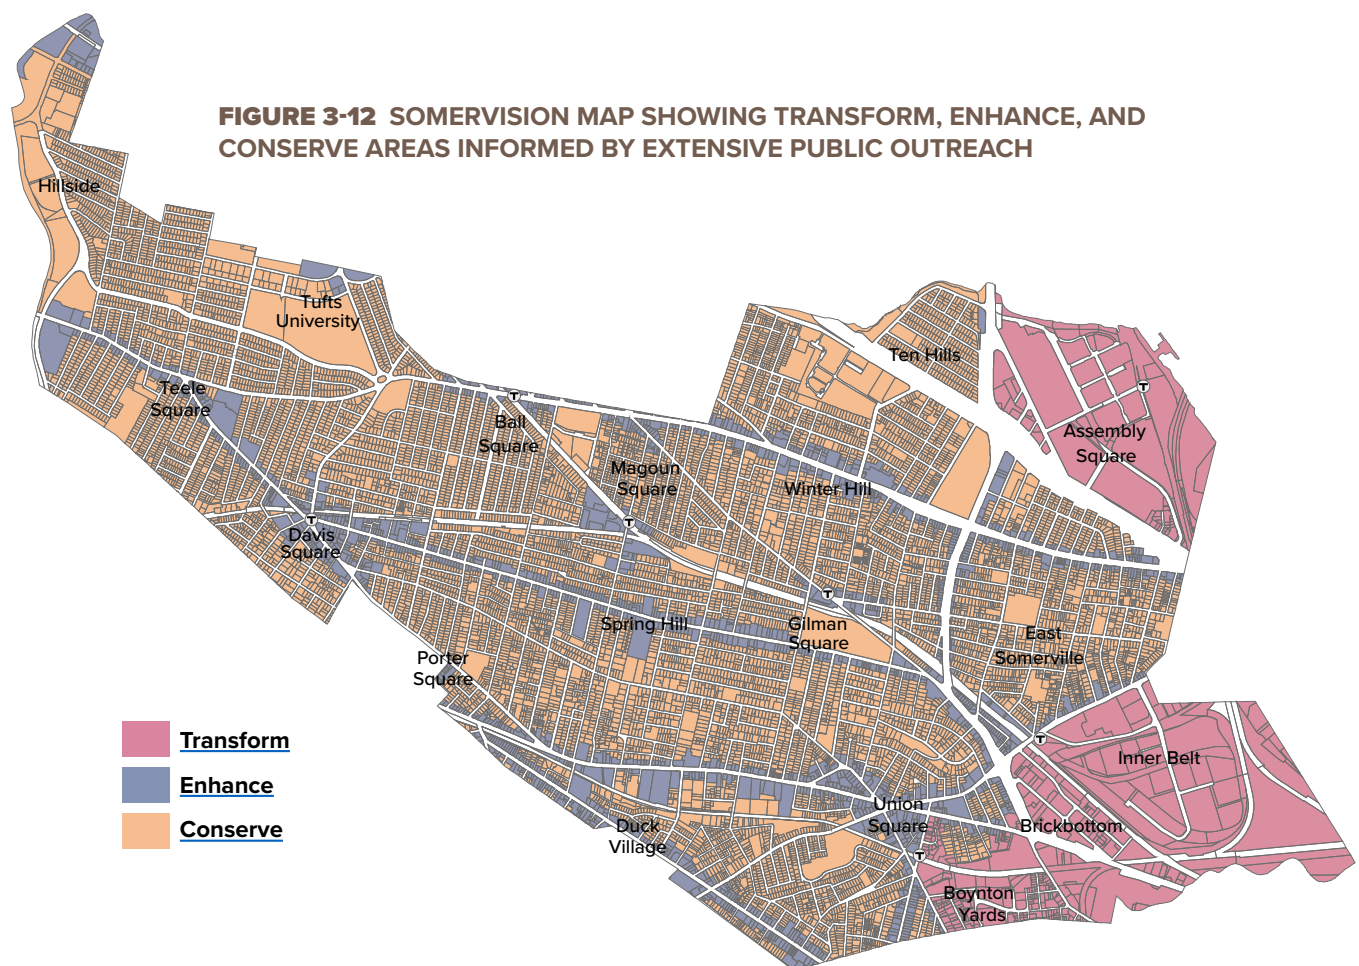 FIGURE 3-12 SOMERVISION MAP SHOWING TRANSFORM, ENHANCE, AND
CONSERVE AREAS INFORMED BY EXTENSIVE PUBLIC OUTREACH
Hillside
Tufts
University
Teele
Square
Ball
Square
Ten Hills
Assembly
Square
Magoun
Square
Winter Hill
Davis
Square
Spring Hill
Gilman
Square
East
Somerville
Porter
Square
Transform
Enhance
Conserve
Inner Belt
Union
Square
Brickbottom
Duck
Village
Boynton
Yards
T
T
T
T
T
T
T